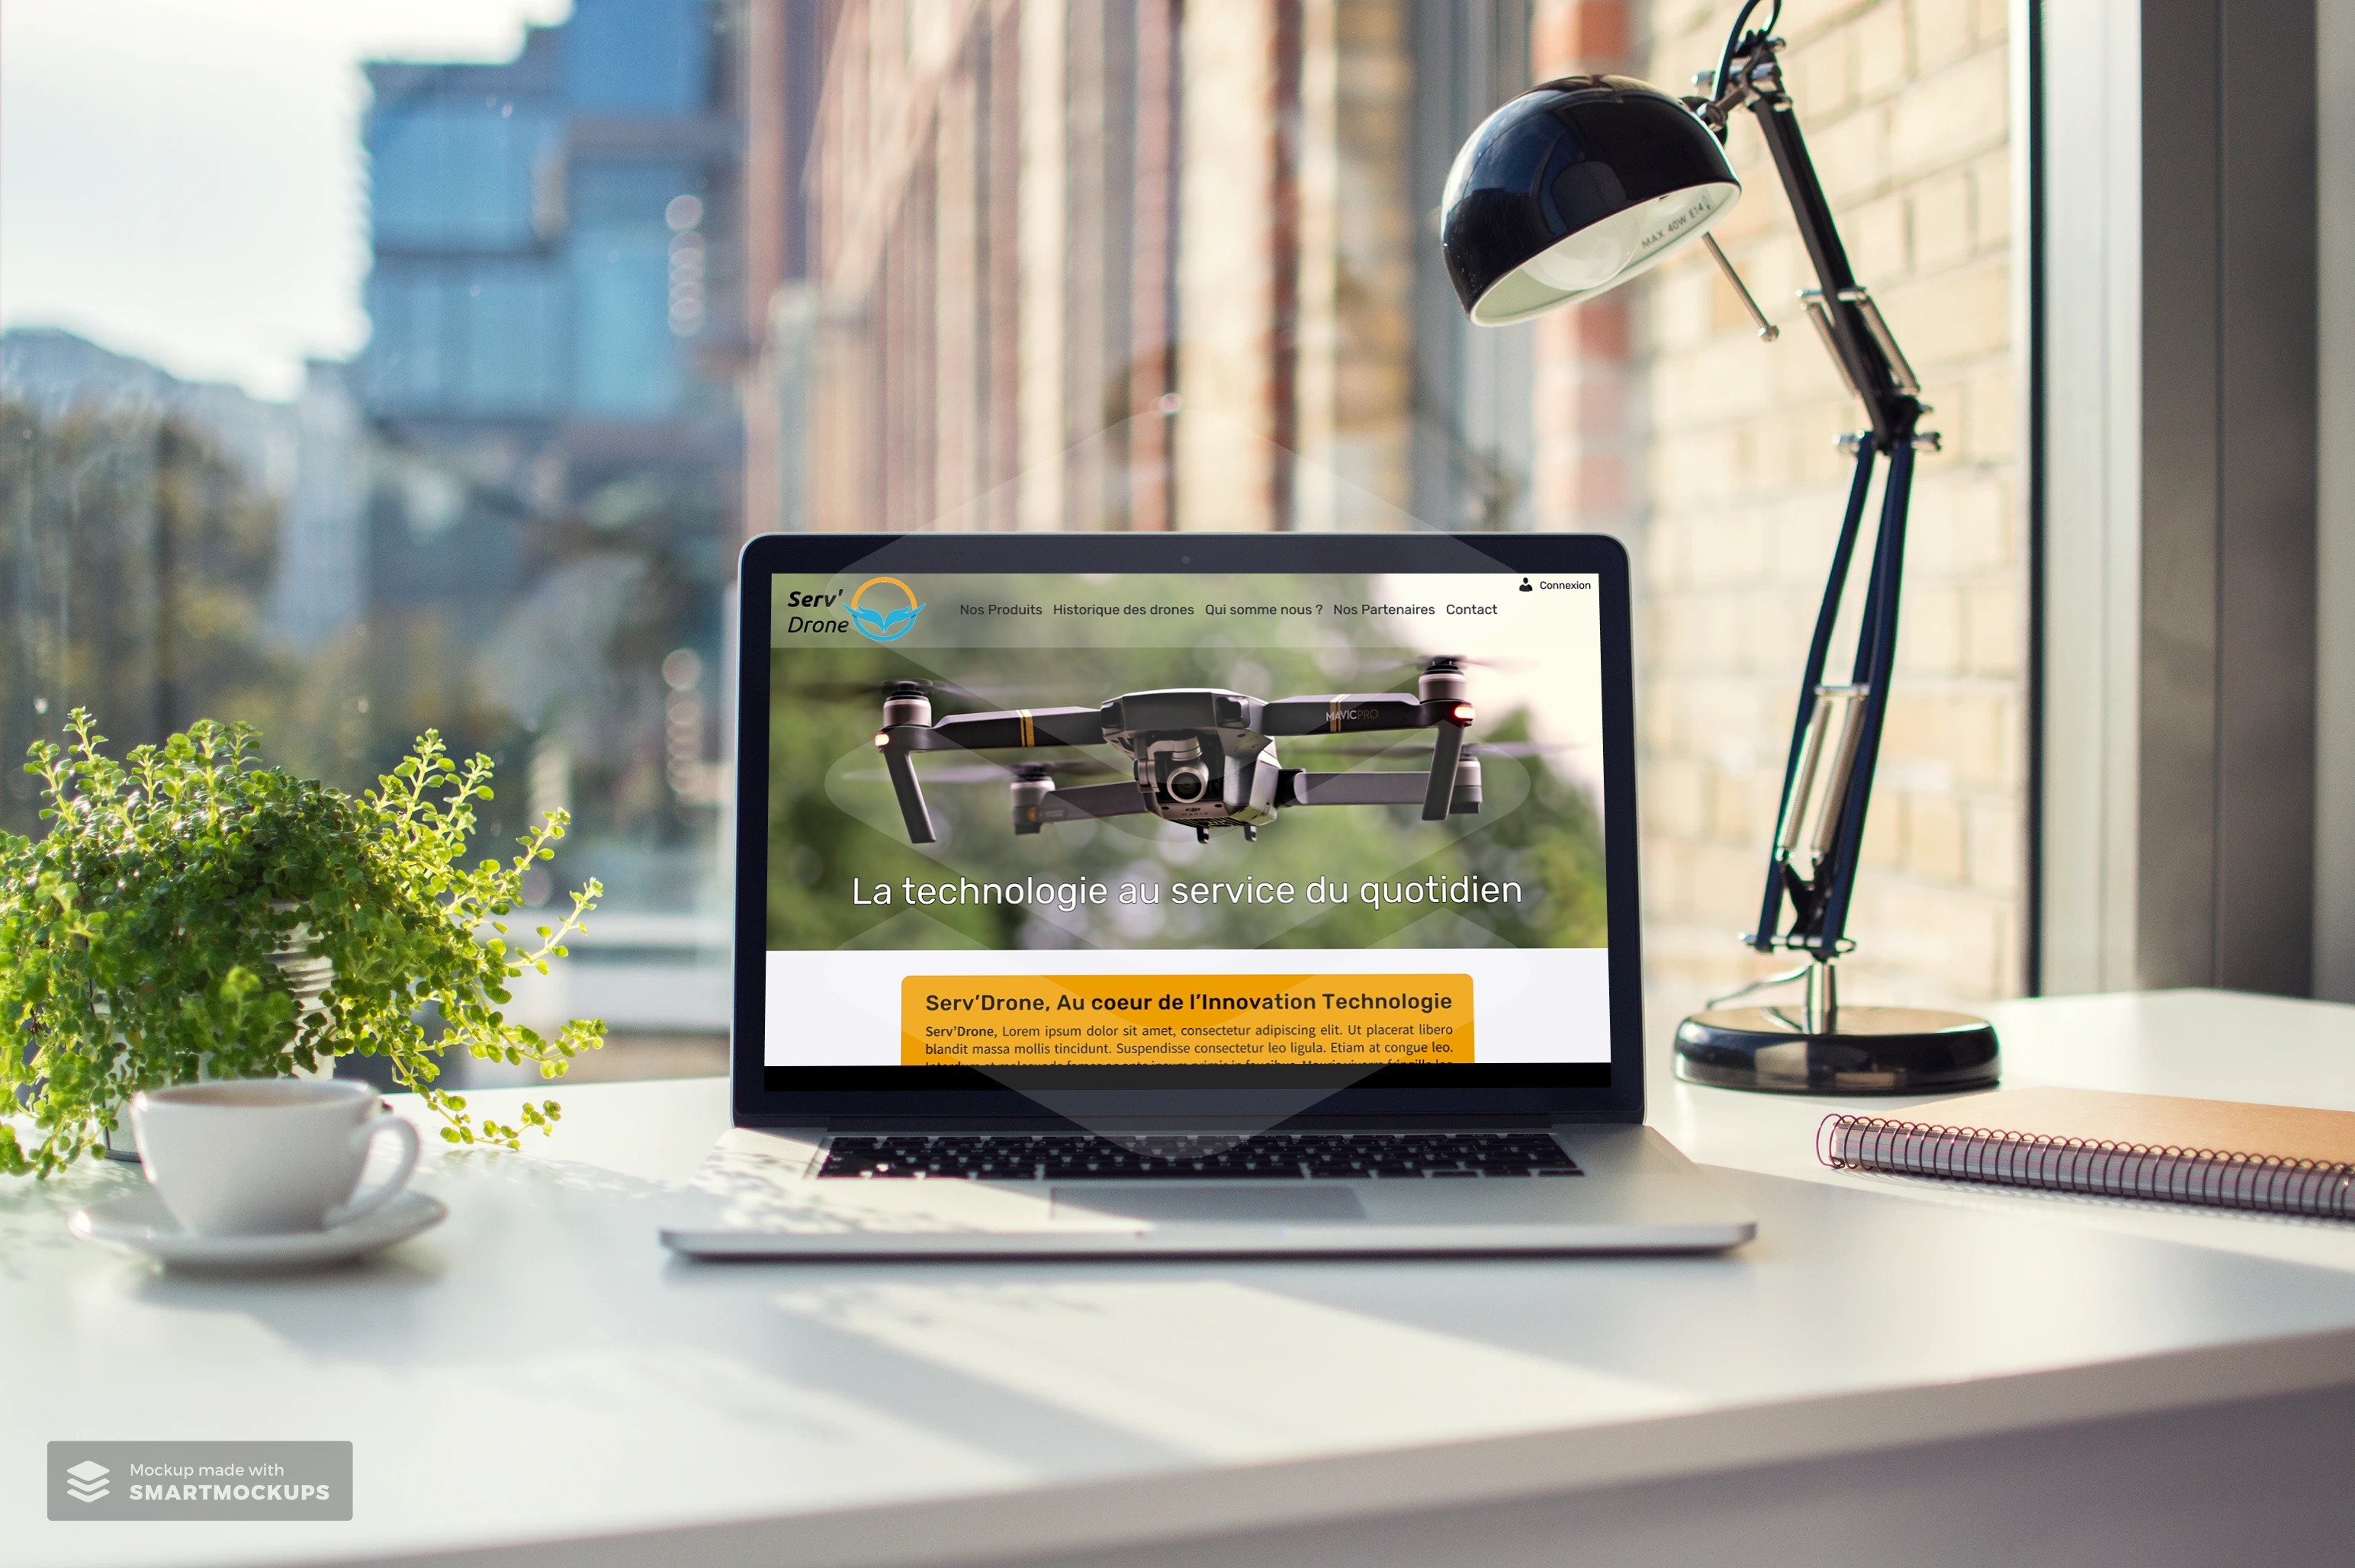 MAX 40W E14
Serv'
Drone
Connexion
Nos Produits Historique des drones Qui somme nous ? Nos Partenaires Contact
MAVIC PRO
La technologie au service du quotidien
Serv'Drone, Au coeur de l'Innovation Technologie
Serv'Drone, Lorem ipsum dolor sit amet, consectetur adipiscing elit. Ut placerat libero
blandit massa mollis tincidunt. Suspendisse consectetur leo ligula. Etiam at congue leo.
Mockup made with
SMARTMOCKUPS